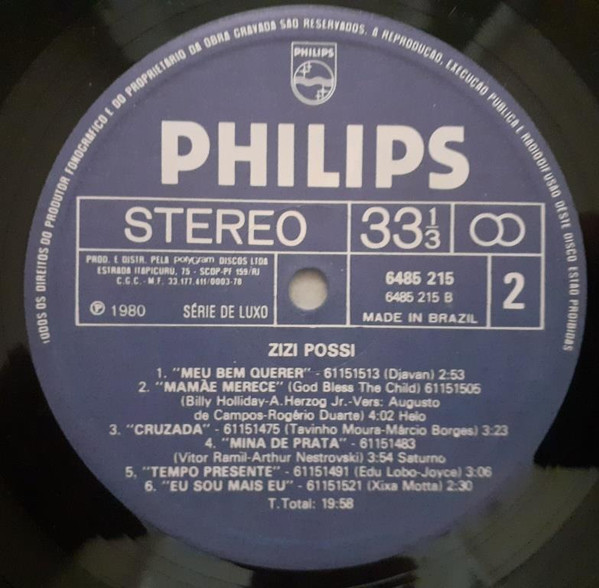 TODOS OS DIREITOS DO PRODUTOR FONOGRÁFICO E DO PROPRIETÁRIO DA OBRA GRAVADA SÃO RESERVADOS. A REPRODUÇÃO, EXECUÇÃO PÚBLICA E RADIODIFUSÃO DESTE DISCO ESTÃO PROIBIDAS
PHILIPS
PHILIPS
STEREO 33 1/3
PROD. E DISTR. PELA polygram DISCOS LTDA
ESTRADA ITAPICURU, 75 - SCDP-PF 159/RJ
C.G.C. - M.F. 33.177.411/0003-70
℗ 1980 SÉRIE DE LUXO
6485 215
6485 215 B
MADE IN BRAZIL
2
ZIZI POSSI
1. "MEU BEM QUERER" - 61151513 (Djavan) 2:53
2. "MAMÃE MERECE" (God Bless The Child) 61151505
(Billy Holliday-A.Herzog Jr.-Vers: Augusto
de Campos-Rogério Duarte) 4:02 Helo
3. "CRUZADA" - 61151475 (Tavinho Moura-Márcio Borges) 3:23
4. "MINA DE PRATA" - 61151483
(Vitor Ramil-Arthur Nestrovski) 3:54 Saturno
5. "TEMPO PRESENTE" - 61151491 (Edu Lobo-Joyce) 3:06
6. "EU SOU MAIS EU" - 61151521 (Xixa Motta) 2:30
T.Total: 19:58